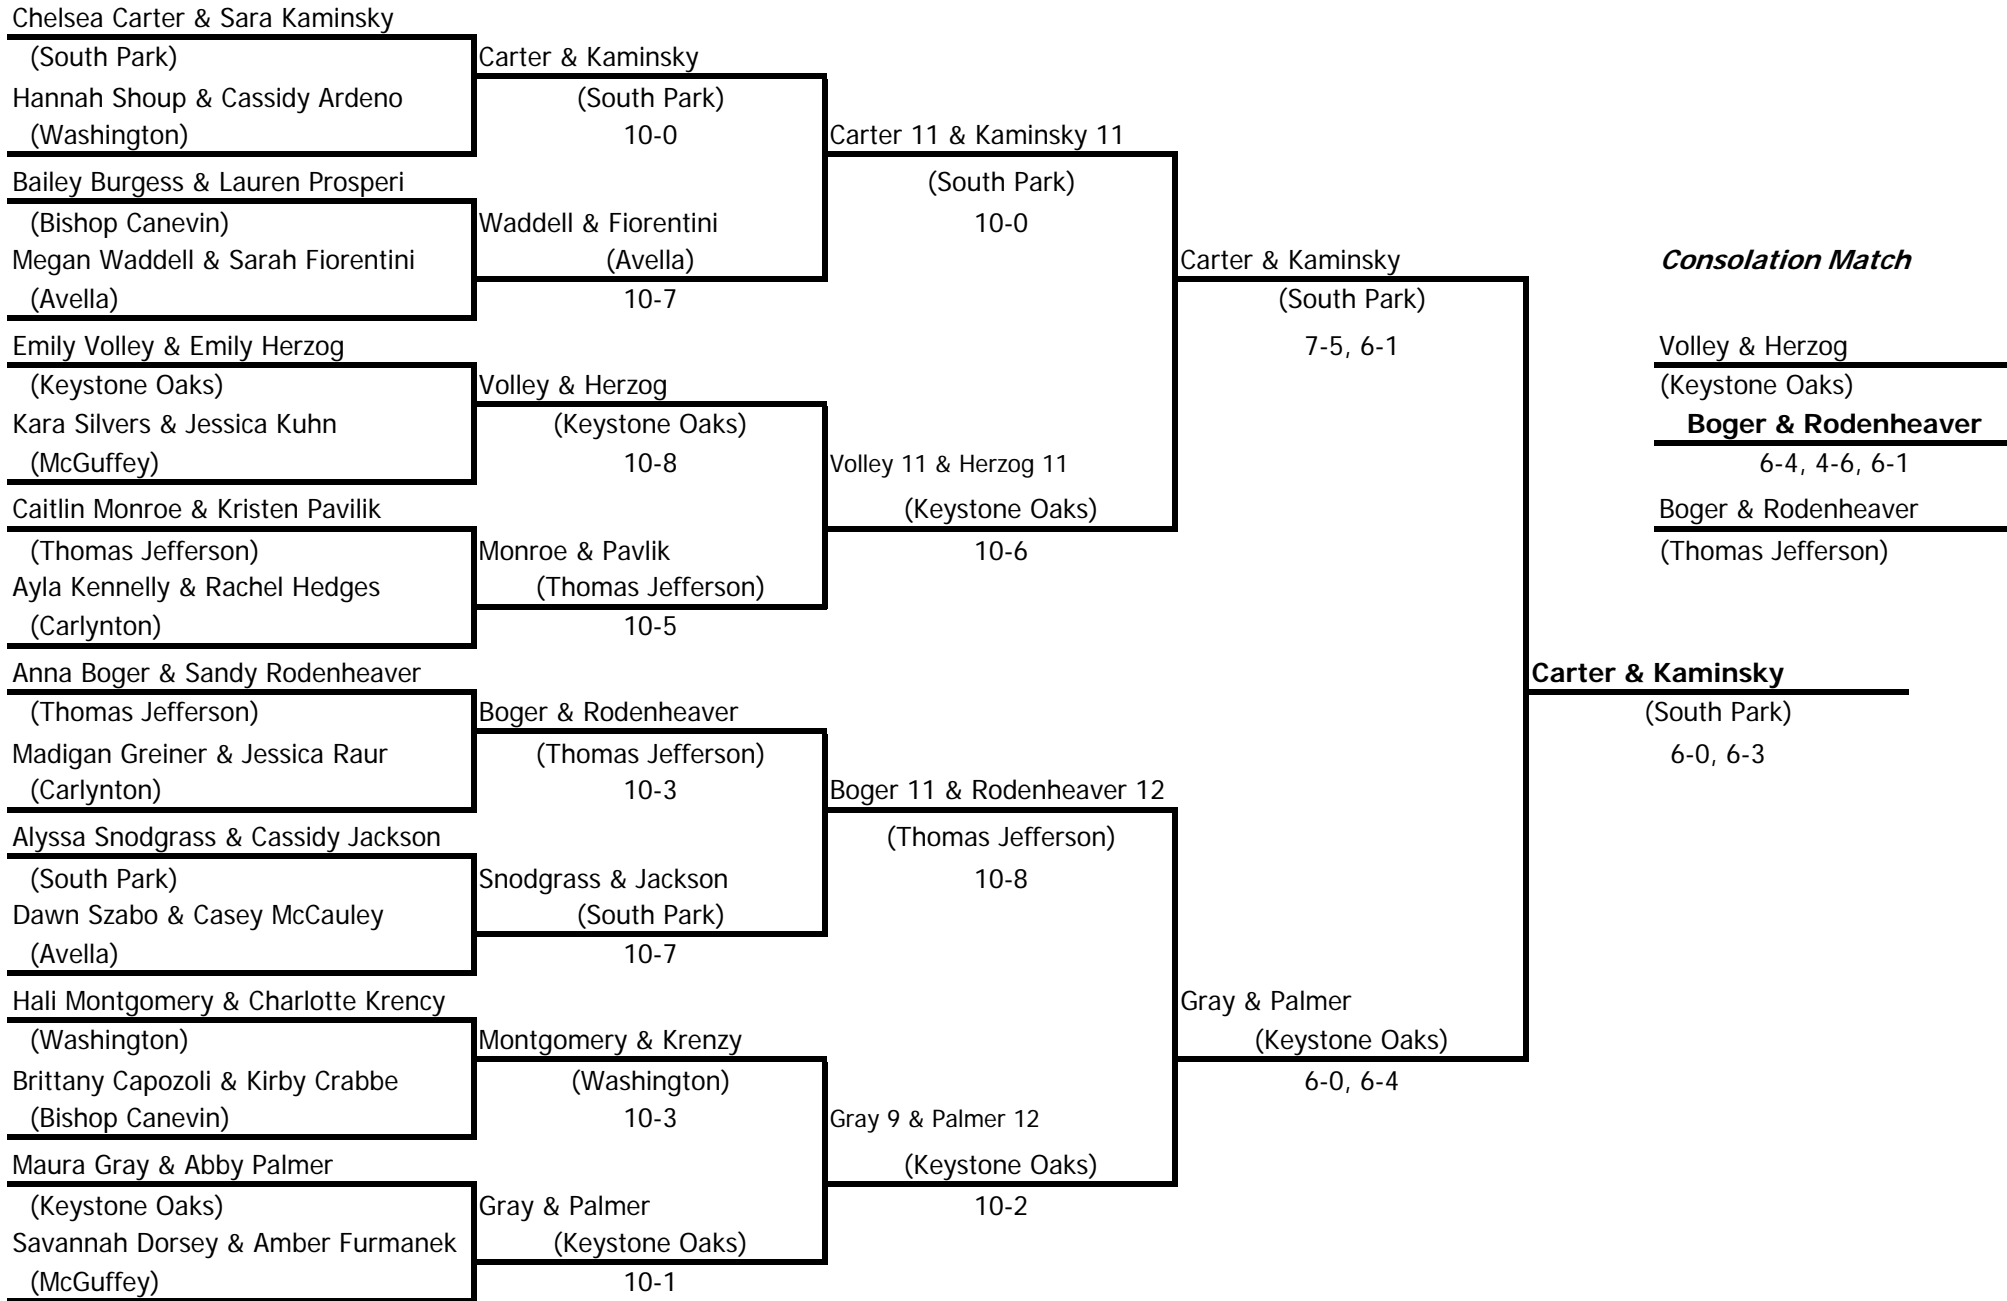 Chelsea Carter & Sara Kaminsky
(South Park)
Hannah Shoup & Cassidy Ardeno
(Washington)
Bailey Burgess & Lauren Prosperi
(Bishop Canevin)
Megan Waddell & Sarah Fiorentini
(Avella)
Emily Volley & Emily Herzog
(Keystone Oaks)
Kara Silvers & Jessica Kuhn
(McGuffey)
Caitlin Monroe & Kristen Pavilik
(Thomas Jefferson)
Ayla Kennelly & Rachel Hedges
(Carlynton)
Anna Boger & Sandy Rodenheaver
(Thomas Jefferson)
Madigan Greiner & Jessica Raur
(Carlynton)
Alyssa Snodgrass & Cassidy Jackson
(South Park)
Dawn Szabo & Casey McCauley
(Avella)
Hali Montgomery & Charlotte Krency
(Washington)
Brittany Capozoli & Kirby Crabbe
(Bishop Canevin)
Maura Gray & Abby Palmer
(Keystone Oaks)
Savannah Dorsey & Amber Furmanek
(McGuffey)
Carter & Kaminsky
(South Park)
10-0
Waddell & Fiorentini
(Avella)
10-7
Volley & Herzog
(Keystone Oaks)
10-8
Monroe & Pavlik
(Thomas Jefferson)
10-5
Boger & Rodenheaver
(Thomas Jefferson)
10-3
Snodgrass & Jackson
(South Park)
10-7
Montgomery & Krenzy
(Washington)
10-3
Gray & Palmer
(Keystone Oaks)
10-1
Carter 11 & Kaminsky 11
(South Park)
10-0
Volley 11 & Herzog 11
(Keystone Oaks)
10-6
Boger 11 & Rodenheaver 12
(Thomas Jefferson)
10-8
Gray 9 & Palmer 12
(Keystone Oaks)
10-2
Carter & Kaminsky
(South Park)
7-5, 6-1
Gray & Palmer
(Keystone Oaks)
6-0, 6-4
Carter & Kaminsky
(South Park)
6-0, 6-3
Consolation Match
Volley & Herzog
(Keystone Oaks)
Boger & Rodenheaver
6-4, 4-6, 6-1
Boger & Rodenheaver
(Thomas Jefferson)